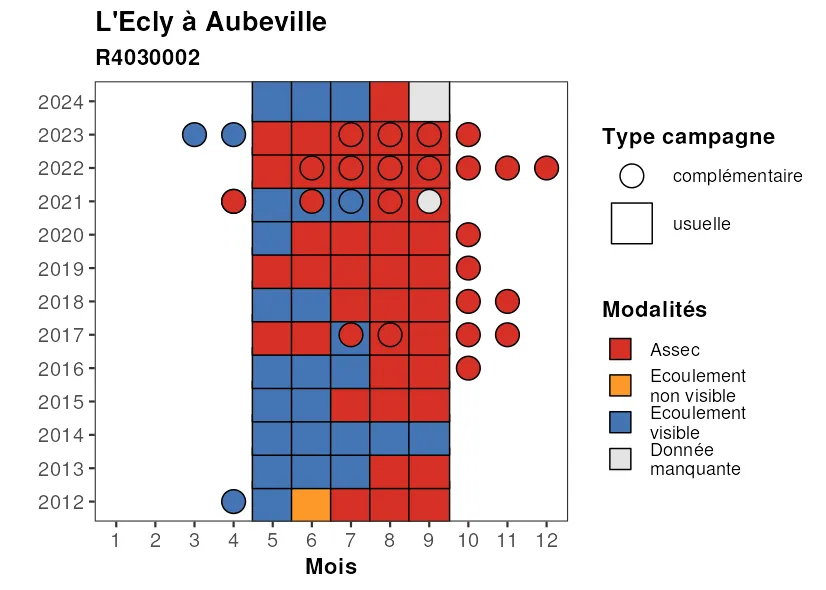 L'Ecly à Aubeville
R4030002
2024
2023
2022
2021
2020
2019
2018
2017
2016
2015
2014
2013
2012
1 2 3 4 5 6 7 8 9 10 11 12
Mois
Type campagne
complémentaire
usuelle
Modalités
Assec
Ecoulement
non visible
Ecoulement
visible
Donnée
manquante